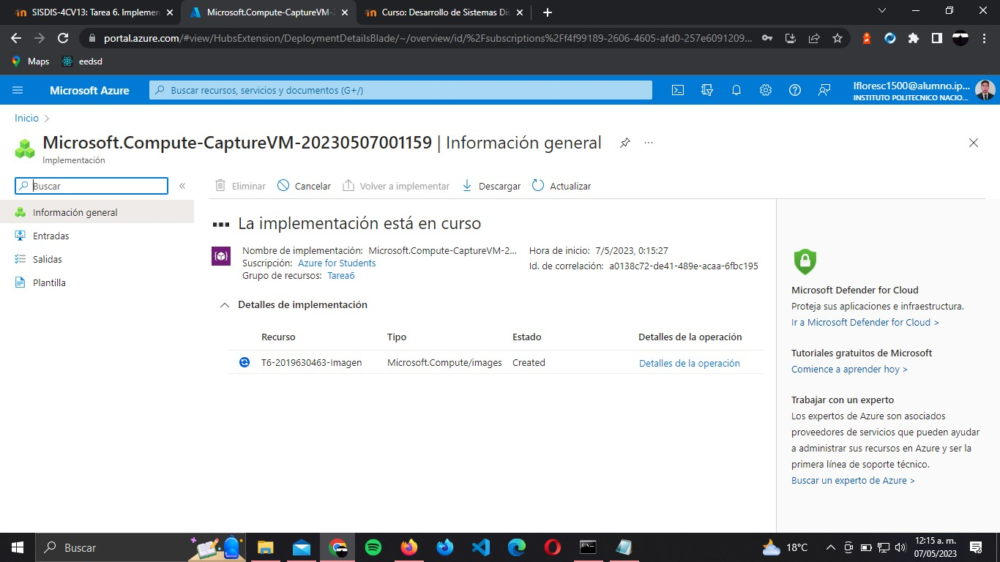 SISDIS-4CV13: Tarea 6. Implemen
Microsoft.Compute-CaptureVM-2
Curso: Desarrollo de Sistemas Dis
portal.azure.com/#view/HubsExtension/DeploymentDetailsBlade/~/overview/id/%2Fsubscriptions%2Ff4f99189-2606-4605-afd0-257e6091209...
Maps
eedsd
Microsoft Azure
Buscar recursos, servicios y documentos (G+/)
lfloresc1500@alumno.ip...
INSTITUTO POLITECNICO NACIO...
Inicio >
Microsoft.Compute-CaptureVM-20230507001159 | Información general
...
Implementación
Buscar
«
Eliminar
Cancelar
Volver a implementar
Descargar
Actualizar
Información general
Entradas
Salidas
Plantilla
La implementación está en curso
Nombre de implementación: Microsoft.Compute-CaptureVM-2...
Suscripción: Azure for Students
Grupo de recursos: Tarea6
Hora de inicio: 7/5/2023, 0:15:27
Id. de correlación: a0138c72-de41-489e-acaa-6fbc195
Detalles de implementación
Recurso Tipo Estado Detalles de la operación
T6-2019630463-Imagen Microsoft.Compute/images Created Detalles de la operación
Microsoft Defender for Cloud
Proteja sus aplicaciones e infraestructura.
Ir a Microsoft Defender for Cloud >
Tutoriales gratuitos de Microsoft
Comience a aprender hoy >
Trabajar con un experto
Los expertos de Azure son asociados
proveedores de servicios que pueden ayudar
a administrar sus recursos en Azure y ser la
primera línea de soporte técnico.
Buscar un experto de Azure >
Buscar
18°C
12:15 a. m.
07/05/2023